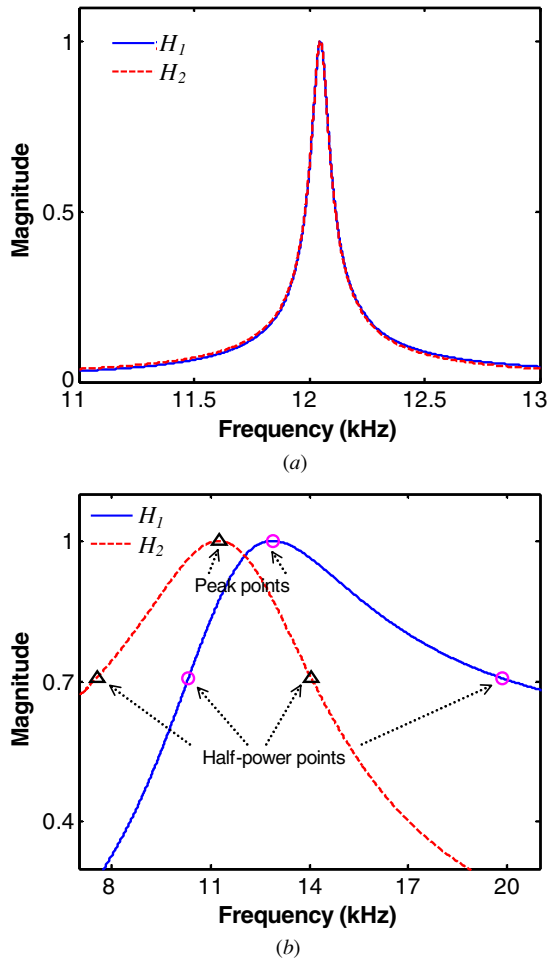 1
H1
H2
0.5
0
Magnitude
11
11.5
12
12.5
13
Frequency (kHz)
(a)
H1
H2
1
Peak points
0.7
Half-power points
0.4
Magnitude
8
11
14
17
20
Frequency (kHz)
(b)